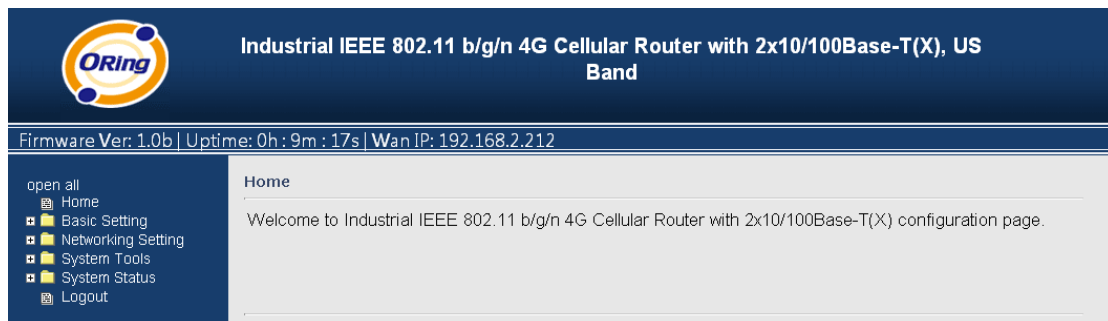 ORing
Industrial IEEE 802.11 b/g/n 4G Cellular Router with 2x10/100Base-T(X), US
Band
Firmware Ver: 1.0b | Uptime: 0h : 9m : 17s | Wan IP: 192.168.2.212
open all
Home
Basic Setting
Networking Setting
System Tools
System Status
Logout
Home
Welcome to Industrial IEEE 802.11 b/g/n 4G Cellular Router with 2x10/100Base-T(X) configuration page.